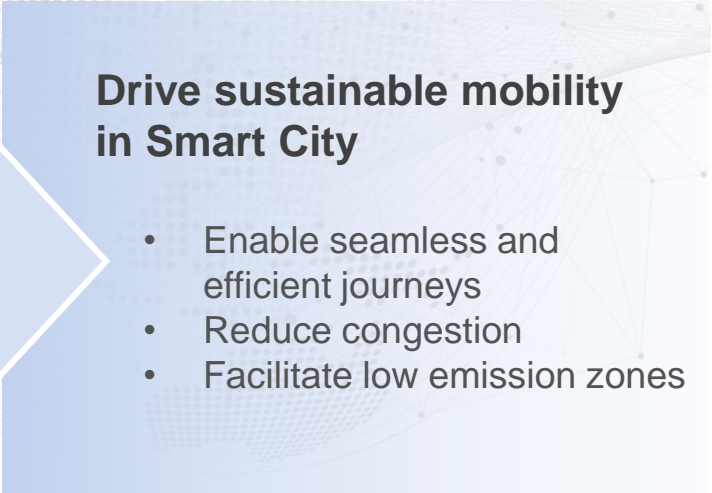 Drive sustainable mobility
in Smart City
• Enable seamless and
efficient journeys
• Reduce congestion
• Facilitate low emission zones